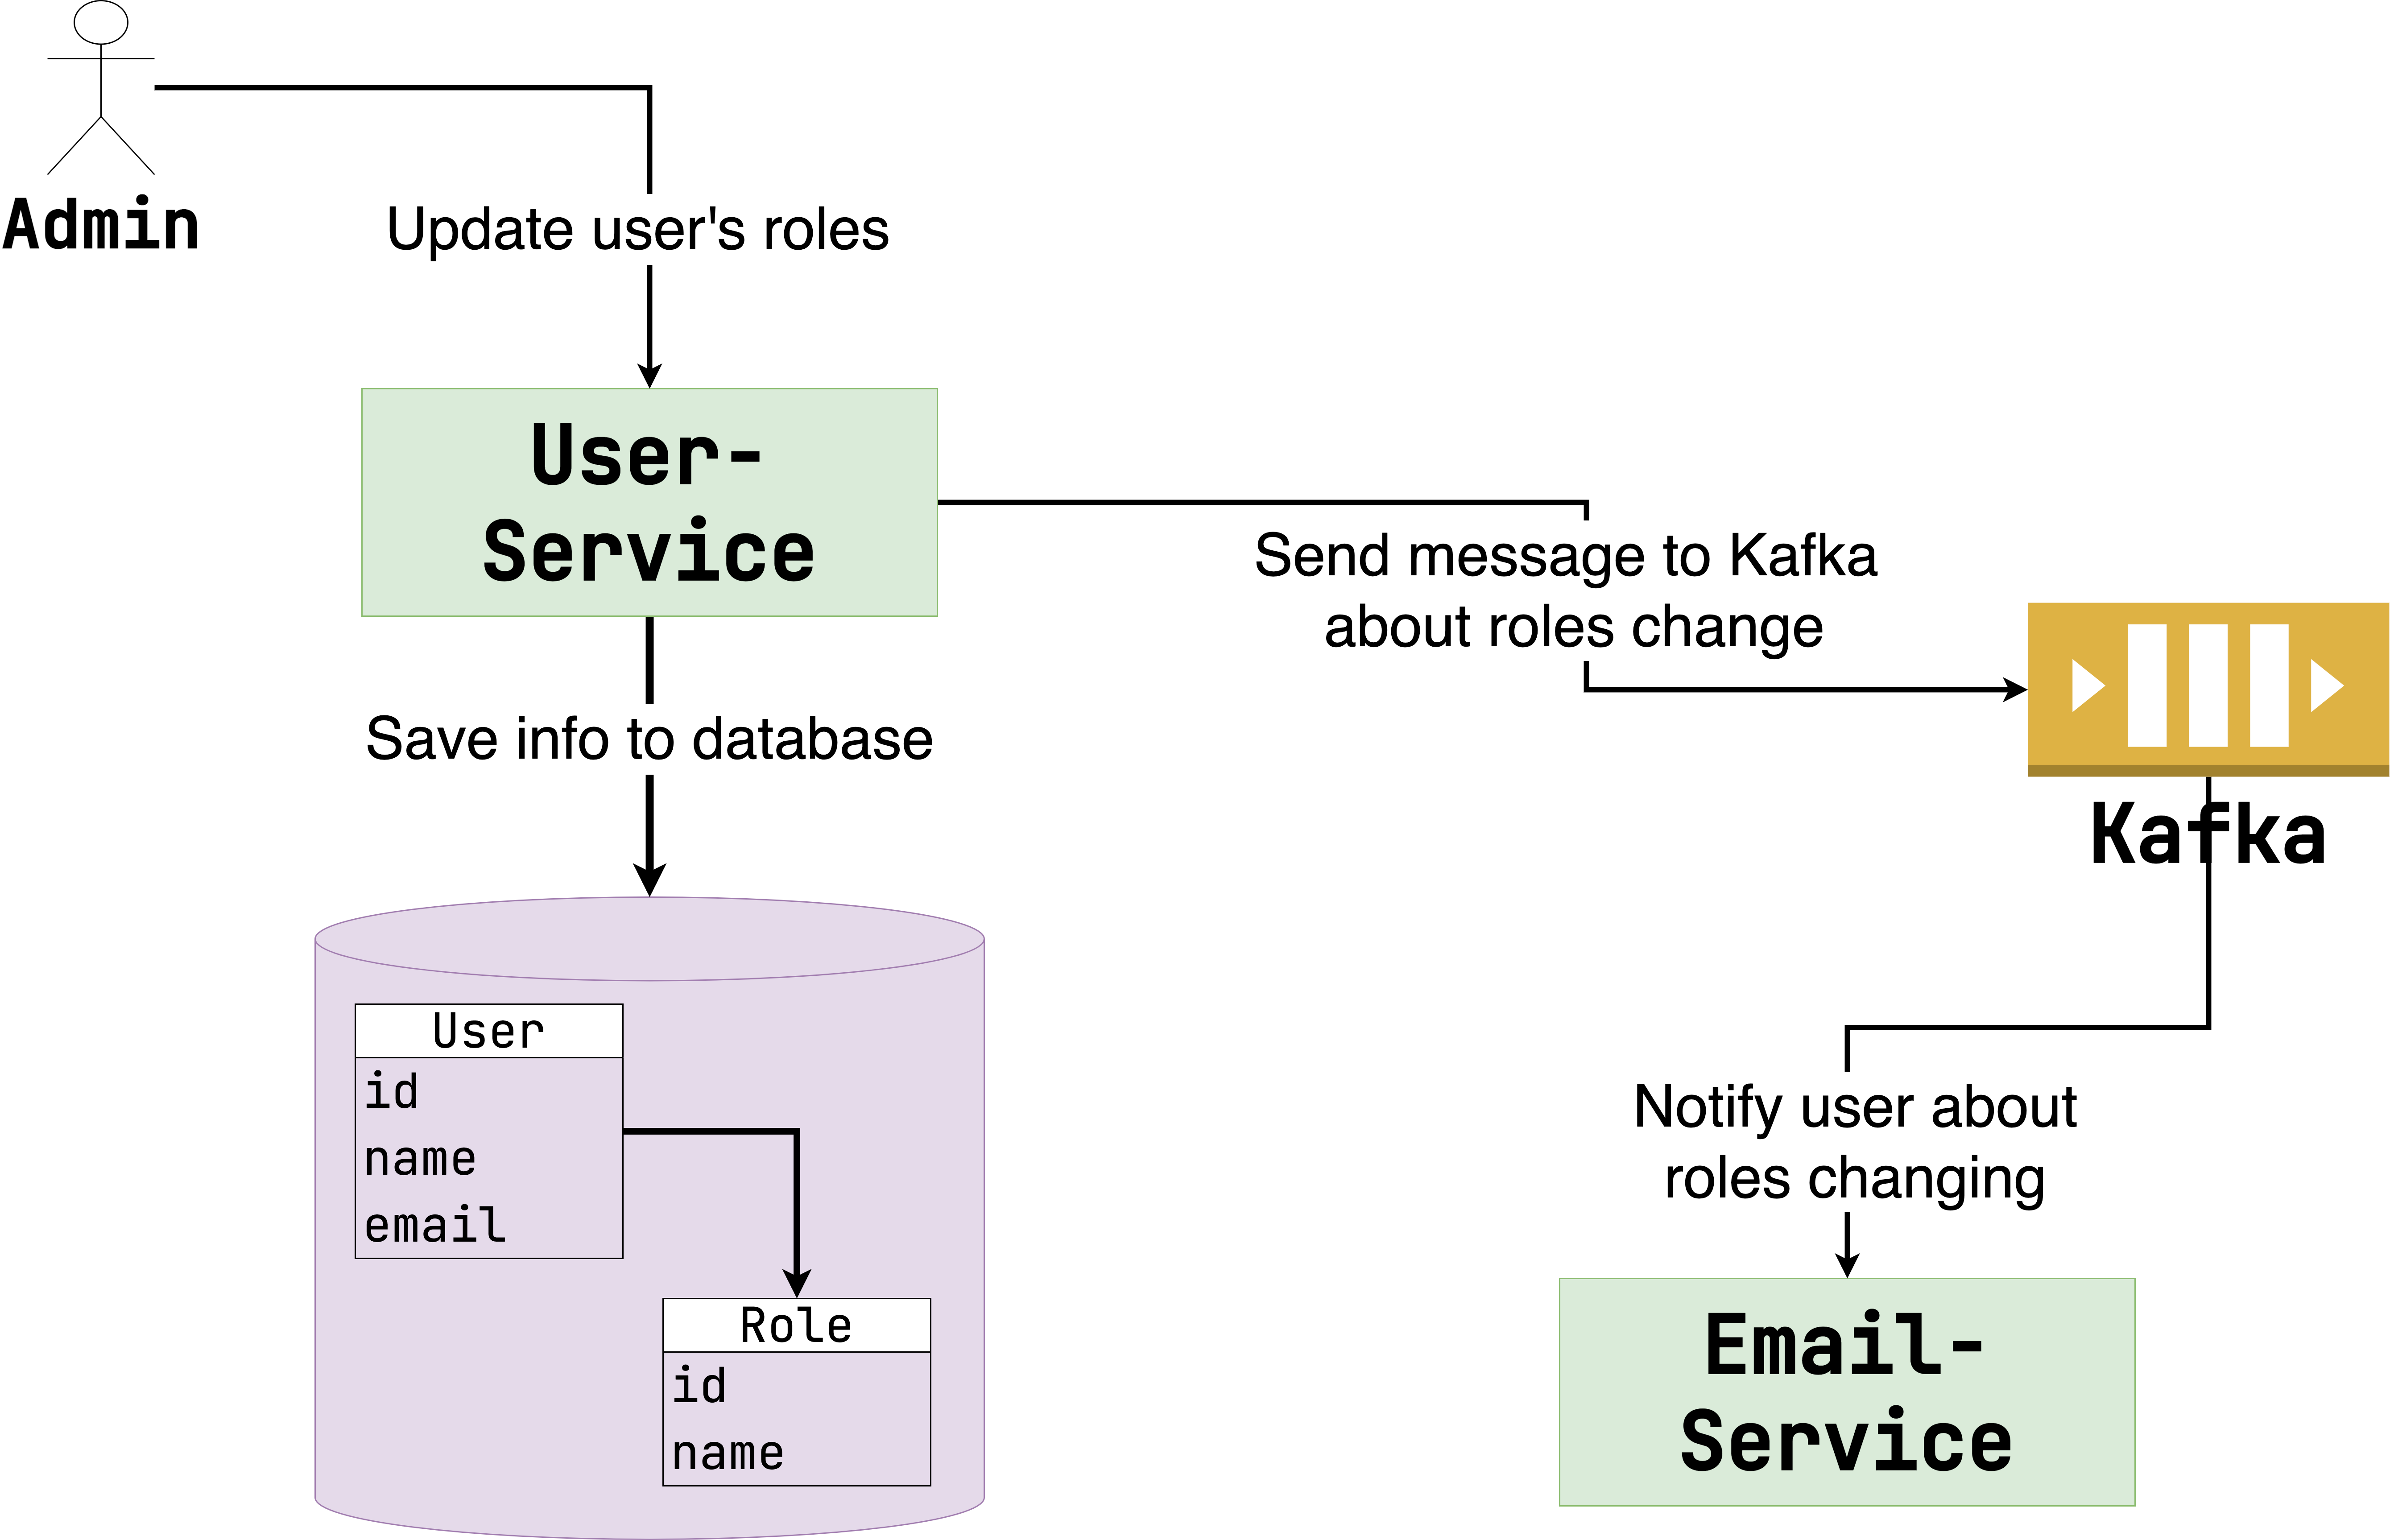 Admin
Update user's roles
User-
Service
Send message to Kafka
about roles change
Kafka
Save info to database
User
id
name
email
Role
id
name
Notify user about
roles changing
Email-
Service